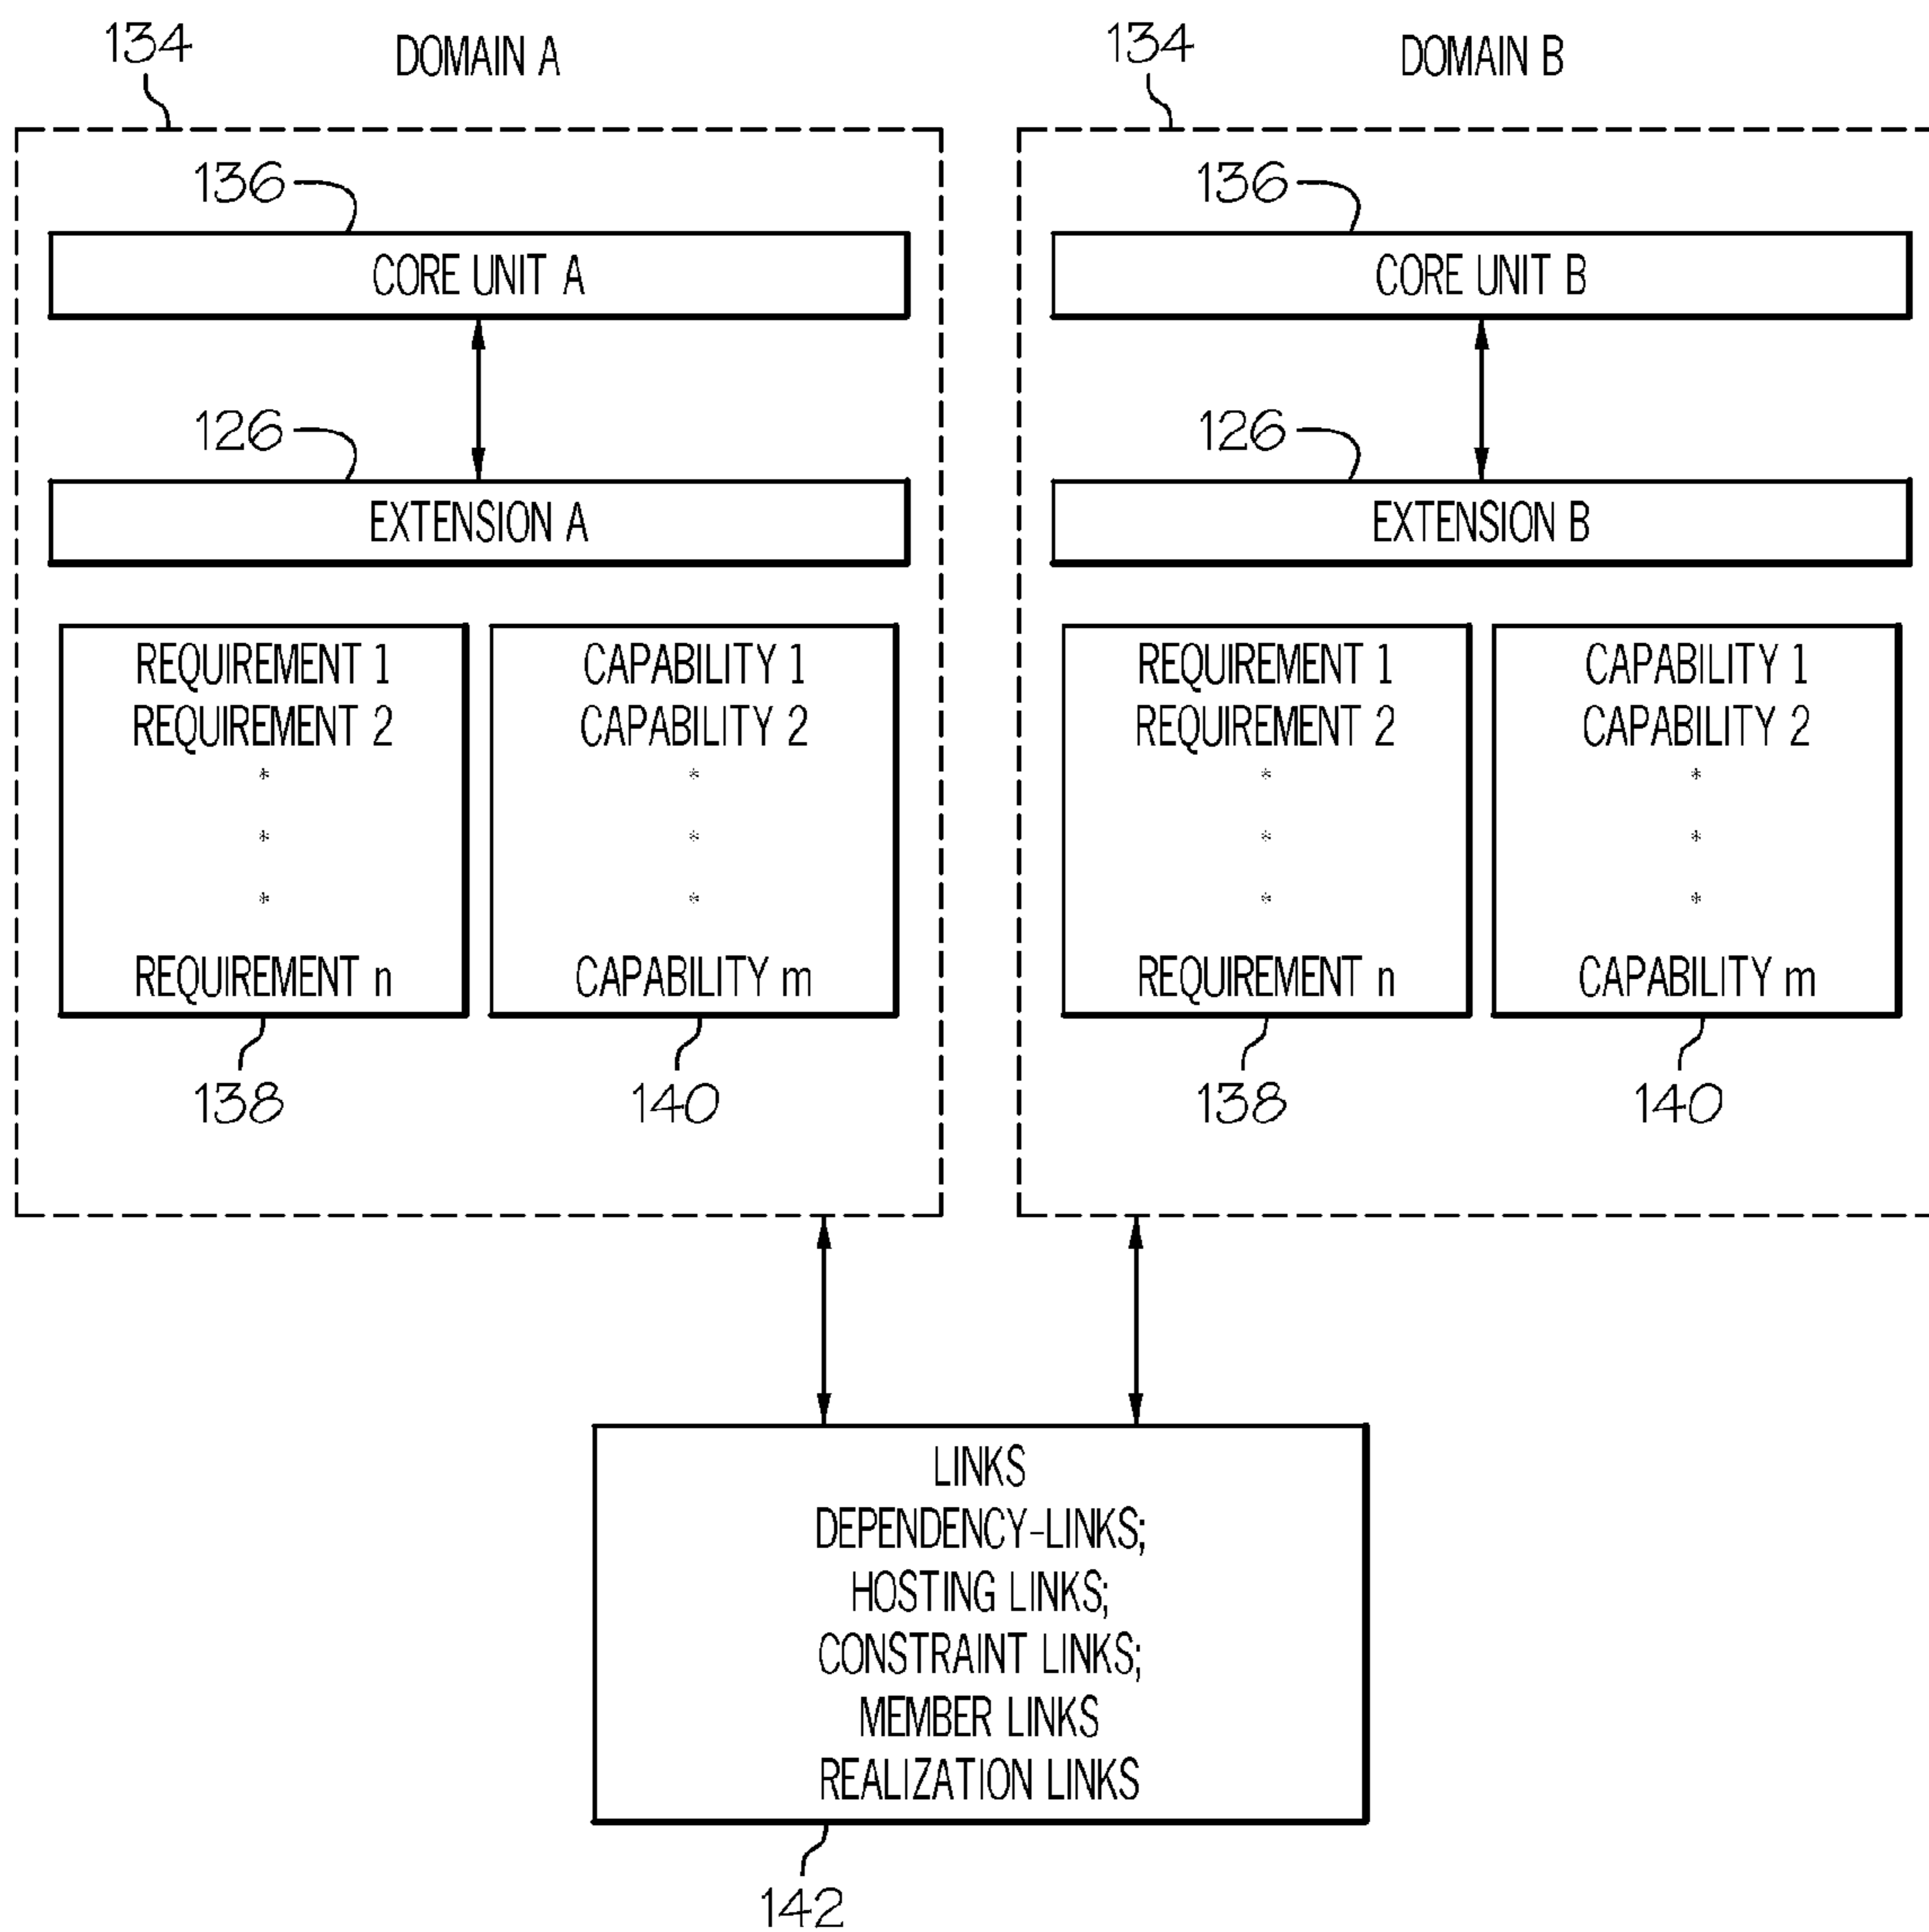 134
DOMAIN A
136
CORE UNIT A
126
EXTENSION A
REQUIREMENT 1
REQUIREMENT 2
*
*
*
REQUIREMENT n
138
CAPABILITY 1
CAPABILITY 2
*
*
*
CAPABILITY m
140
134
DOMAIN B
136
CORE UNIT B
126
EXTENSION B
REQUIREMENT 1
REQUIREMENT 2
*
*
*
REQUIREMENT n
138
CAPABILITY 1
CAPABILITY 2
*
*
*
CAPABILITY m
140
LINKS
DEPENDENCY-LINKS;
HOSTING LINKS;
CONSTRAINT LINKS;
MEMBER LINKS
REALIZATION LINKS
142